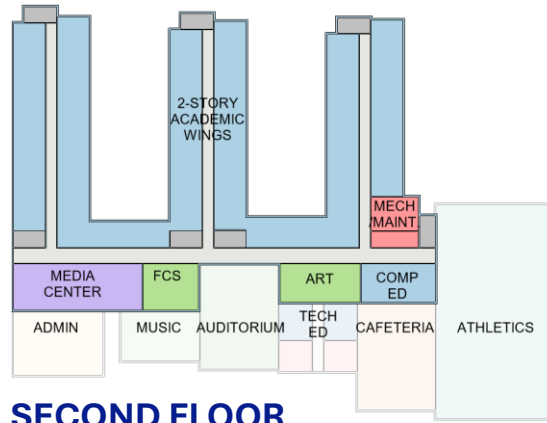 2-STORY
ACADEMIC
WINGS
MECH
/MAINT.
MEDIA
CENTER
FCS
ART
COMP
ED
ADMIN
MUSIC
AUDITORIUM
TECH
ED
CAFETERIA
ATHLETICS
SECOND FLOOR